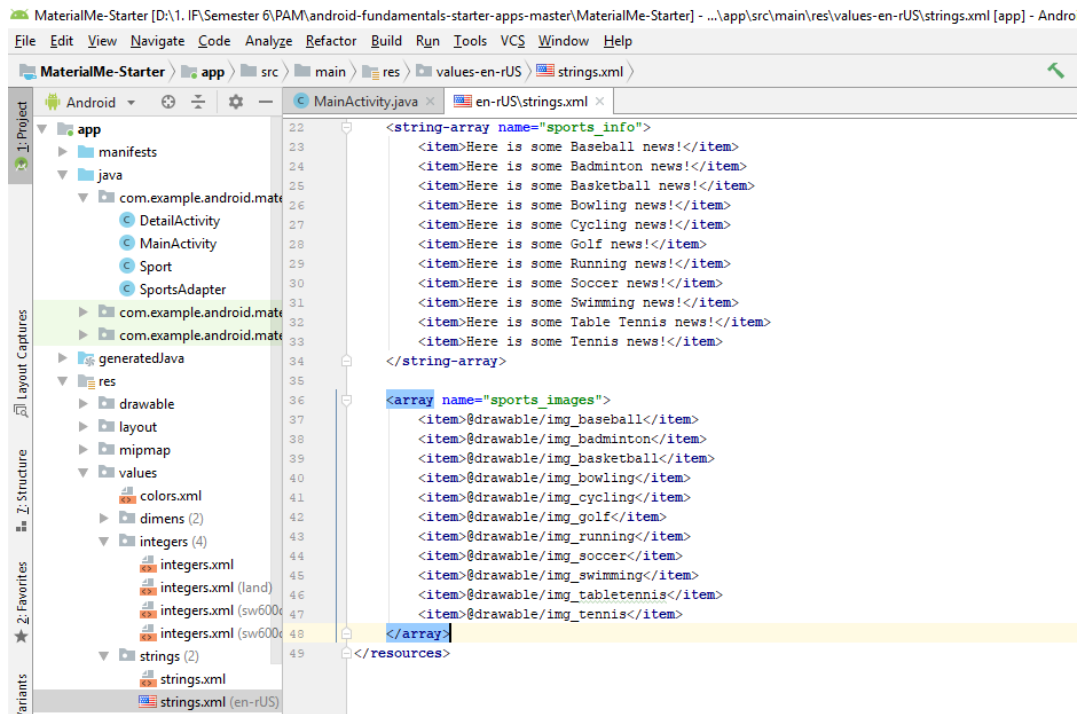 MaterialMe-Starter [D:\1. IF\Semester 6\PAM\android-fundamentals-starter-apps-master\MaterialMe-Starter] - ...\app\src\main\res\values-en-rUS\strings.xml [app] - Andro
File Edit View Navigate Code Analyze Refactor Build Run Tools VCS Window Help
MaterialMe-Starter app src main res values-en-rUS strings.xml
Android
MainActivity.java
en-rUS\strings.xml
1: Project
Layout Captures
7: Structure
2: Favorites
app
manifests
java
com.example.android.mate
DetailActivity
MainActivity
Sport
SportsAdapter
com.example.android.mate
com.example.android.mate
generatedJava
res
drawable
layout
mipmap
values
colors.xml
dimens (2)
integers (4)
integers.xml
integers.xml (land)
integers.xml (sw600d
integers.xml (sw600d
strings (2)
strings.xml
strings.xml (en-rUS)
22 <string-array name="sports_info">
23 <item>Here is some Baseball news!</item>
24 <item>Here is some Badminton news!</item>
25 <item>Here is some Basketball news!</item>
26 <item>Here is some Bowling news!</item>
27 <item>Here is some Cycling news!</item>
28 <item>Here is some Golf news!</item>
29 <item>Here is some Running news!</item>
30 <item>Here is some Soccer news!</item>
31 <item>Here is some Swimming news!</item>
32 <item>Here is some Table Tennis news!</item>
33 <item>Here is some Tennis news!</item>
34 </string-array>
35
36 <array name="sports_images">
37 <item>@drawable/img_baseball</item>
38 <item>@drawable/img_badminton</item>
39 <item>@drawable/img_basketball</item>
40 <item>@drawable/img_bowling</item>
41 <item>@drawable/img_cycling</item>
42 <item>@drawable/img_golf</item>
43 <item>@drawable/img_running</item>
44 <item>@drawable/img_soccer</item>
45 <item>@drawable/img_swimming</item>
46 <item>@drawable/img_tabletennis</item>
47 <item>@drawable/img_tennis</item>
48 </array>
49 </resources>